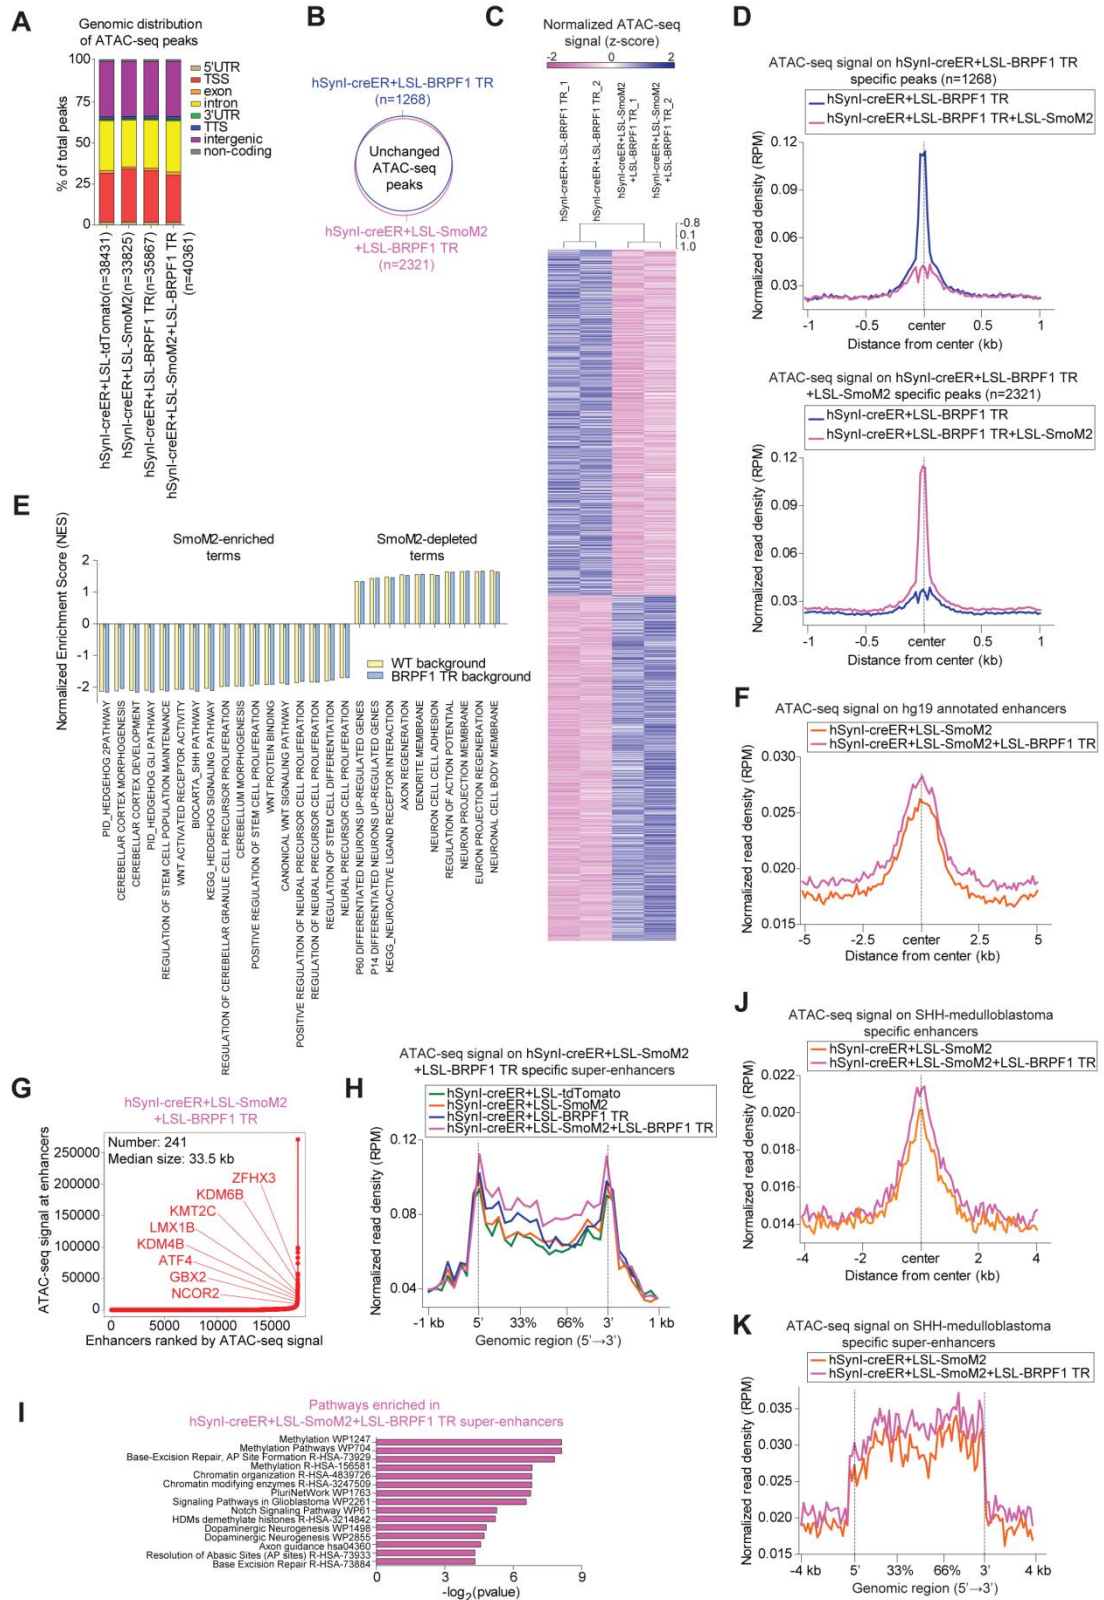 A
Genomic distribution
of ATAC-seq peaks
100
75
50
25
0
% of total peaks
5'UTR
TSS
exon
intron
3'UTR
TTS
intergenic
non-coding
hSynI-creER+LSL-tdTomato(n=38431)
hSynI-creER+LSL-SmoM2(n=33825)
hSynI-creER+LSL-BRPF1 TR(n=35867)
hSynI-creER+LSL-SmoM2+LSL-BRPF1 TR
(n=40361)
B
hSynI-creER+LSL-BRPF1 TR
(n=1268)
Unchanged
ATAC-seq
peaks
hSynI-creER+LSL-SmoM2
+LSL-BRPF1 TR
(n=2321)
C
Normalized ATAC-seq
signal (z-score)
-2 0 2
hSynI-creER+LSL-BRPF1 TR_1
hSynI-creER+LSL-BRPF1 TR_2
hSynI-creER+LSL-SmoM2
+LSL-BRPF1 TR_1
hSynI-creER+LSL-SmoM2
+LSL-BRPF1 TR_2
-0.8
0.1
1.0
D
ATAC-seq signal on hSynI-creER+LSL-BRPF1 TR
specific peaks (n=1268)
hSynI-creER+LSL-BRPF1 TR
hSynI-creER+LSL-BRPF1 TR+LSL-SmoM2
Normalized read density (RPM)
0.12
0.09
0.06
0.03
-1 -0.5 center 0.5 1
Distance from center (kb)
ATAC-seq signal on hSynI-creER+LSL-BRPF1 TR
+LSL-SmoM2 specific peaks (n=2321)
hSynI-creER+LSL-BRPF1 TR
hSynI-creER+LSL-BRPF1 TR+LSL-SmoM2
Normalized read density (RPM)
0.12
0.09
0.06
0.03
-1 -0.5 center 0.5 1
Distance from center (kb)
E
SmoM2-enriched
terms
SmoM2-depleted
terms
Normalized Enrichment Score (NES)
2
1
0
-1
-2
WT background
BRPF1 TR background
PID_HEDGEHOG 2PATHWAY
CEREBELLAR CORTEX MORPHOGENESIS
CEREBELLAR CORTEX DEVELOPMENT
PID_HEDGEHOG GLI PATHWAY
REGULATION OF STEM CELL POPULATION MAINTENANCE
WNT ACTIVATED RECEPTOR ACTIVITY
BIOCARTA_SHH PATHWAY
KEGG_HEDGEHOG SIGNALING PATHWAY
REGULATION OF CEREBELLAR GRANULE CELL PRECURSOR PROLIFERATION
CEREBELLUM MORPHOGENESIS
POSITIVE REGULATION OF STEM CELL PROLIFERATION
WNT PROTEIN BINDING
CANONICAL WNT SIGNALING PATHWAY
POSITIVE REGULATION OF NEURAL PRECURSOR CELL PROLIFERATION
REGULATION OF NEURAL PRECURSOR CELL PROLIFERATION
REGULATION OF STEM CELL DIFFERENTIAL
NEURAL PRECURSOR CELL PROLIFERATION
P60 DIFFERENTIATED NEURONS UP-REGULATED GENES
P14 DIFFERENTIATED NEURONS UP-REGULATED GENES
KEGG_NEUROACTIVE LIGAND RECEPTOR INTERACTION
AXON REGENERATION
DENDRITE MEMBRANE
NEURON CELL ADHESION
REGULATION OF ACTION POTENTIAL
NEURON PROJECTION MEMBRANE
EURON PROJECTION REGENERATION
NEURONAL CELL BODY MEMBRANE
F
ATAC-seq signal on hg19 annotated enhancers
hSynI-creER+LSL-SmoM2
hSynI-creER+LSL-SmoM2+LSL-BRPF1 TR
Normalized read density (RPM)
0.030
0.025
0.020
0.015
-5 -2.5 center 2.5 5
Distance from center (kb)
G
hSynI-creER+LSL-SmoM2
+LSL-BRPF1 TR
Number: 241
Median size: 33.5 kb
ATAC-seq signal at enhancers
250000
200000
150000
100000
50000
0
ZFHX3
KDM6B
KMT2C
LMX1B
KDM4B
ATF4
GBX2
NCOR2
0 5000 10000 15000
Enhancers ranked by ATAC-seq signal
H
ATAC-seq signal on hSynI-creER+LSL-SmoM2
+LSL-BRPF1 TR specific super-enhancers
hSynI-creER+LSL-tdTomato
hSynI-creER+LSL-SmoM2
hSynI-creER+LSL-BRPF1 TR
hSynI-creER+LSL-SmoM2+LSL-BRPF1 TR
Normalized read density (RPM)
0.12
0.08
0.04
-1 kb 5' 33% 66% 3' 1 kb
Genomic region (5'→3')
I
Pathways enriched in
hSynI-creER+LSL-SmoM2+LSL-BRPF1 TR super-enhancers
Methylation WP1247
Methylation Pathways WP704
Base-Excision Repair, AP Site Formation R-HSA-73929
Methylation R-HSA-156581
Chromatin organization R-HSA-4839726
Chromatin modifying enzymes R-HSA-3247509
PluriNetWork WP1763
Signaling Pathways in Glioblastoma WP2261
Notch Signaling Pathway WP61
HDMs demethylate histones R-HSA-3214842
Dopaminergic Neurogenesis WP1498
Dopaminergic Neurogenesis WP2855
Axon guidance hsa04360
Resolution of Abasic Sites (AP sites) R-HSA-73933
Base Excision Repair R-HSA-73884
0 3 6 9
-log2(pvalue)
J
ATAC-seq signal on SHH-medulloblastoma
specific enhancers
hSynI-creER+LSL-SmoM2
hSynI-creER+LSL-SmoM2+LSL-BRPF1 TR
Normalized read density (RPM)
0.022
0.020
0.018
0.016
0.014
-4 -2 center 2 4
Distance from center (kb)
K
ATAC-seq signal on SHH-medulloblastoma
specific super-enhancers
hSynI-creER+LSL-SmoM2
hSynI-creER+LSL-SmoM2+LSL-BRPF1 TR
Normalized read density (RPM)
0.035
0.030
0.025
0.020
0.015
-4 kb 5' 33% 66% 3' 4 kb
Genomic region (5'→3')